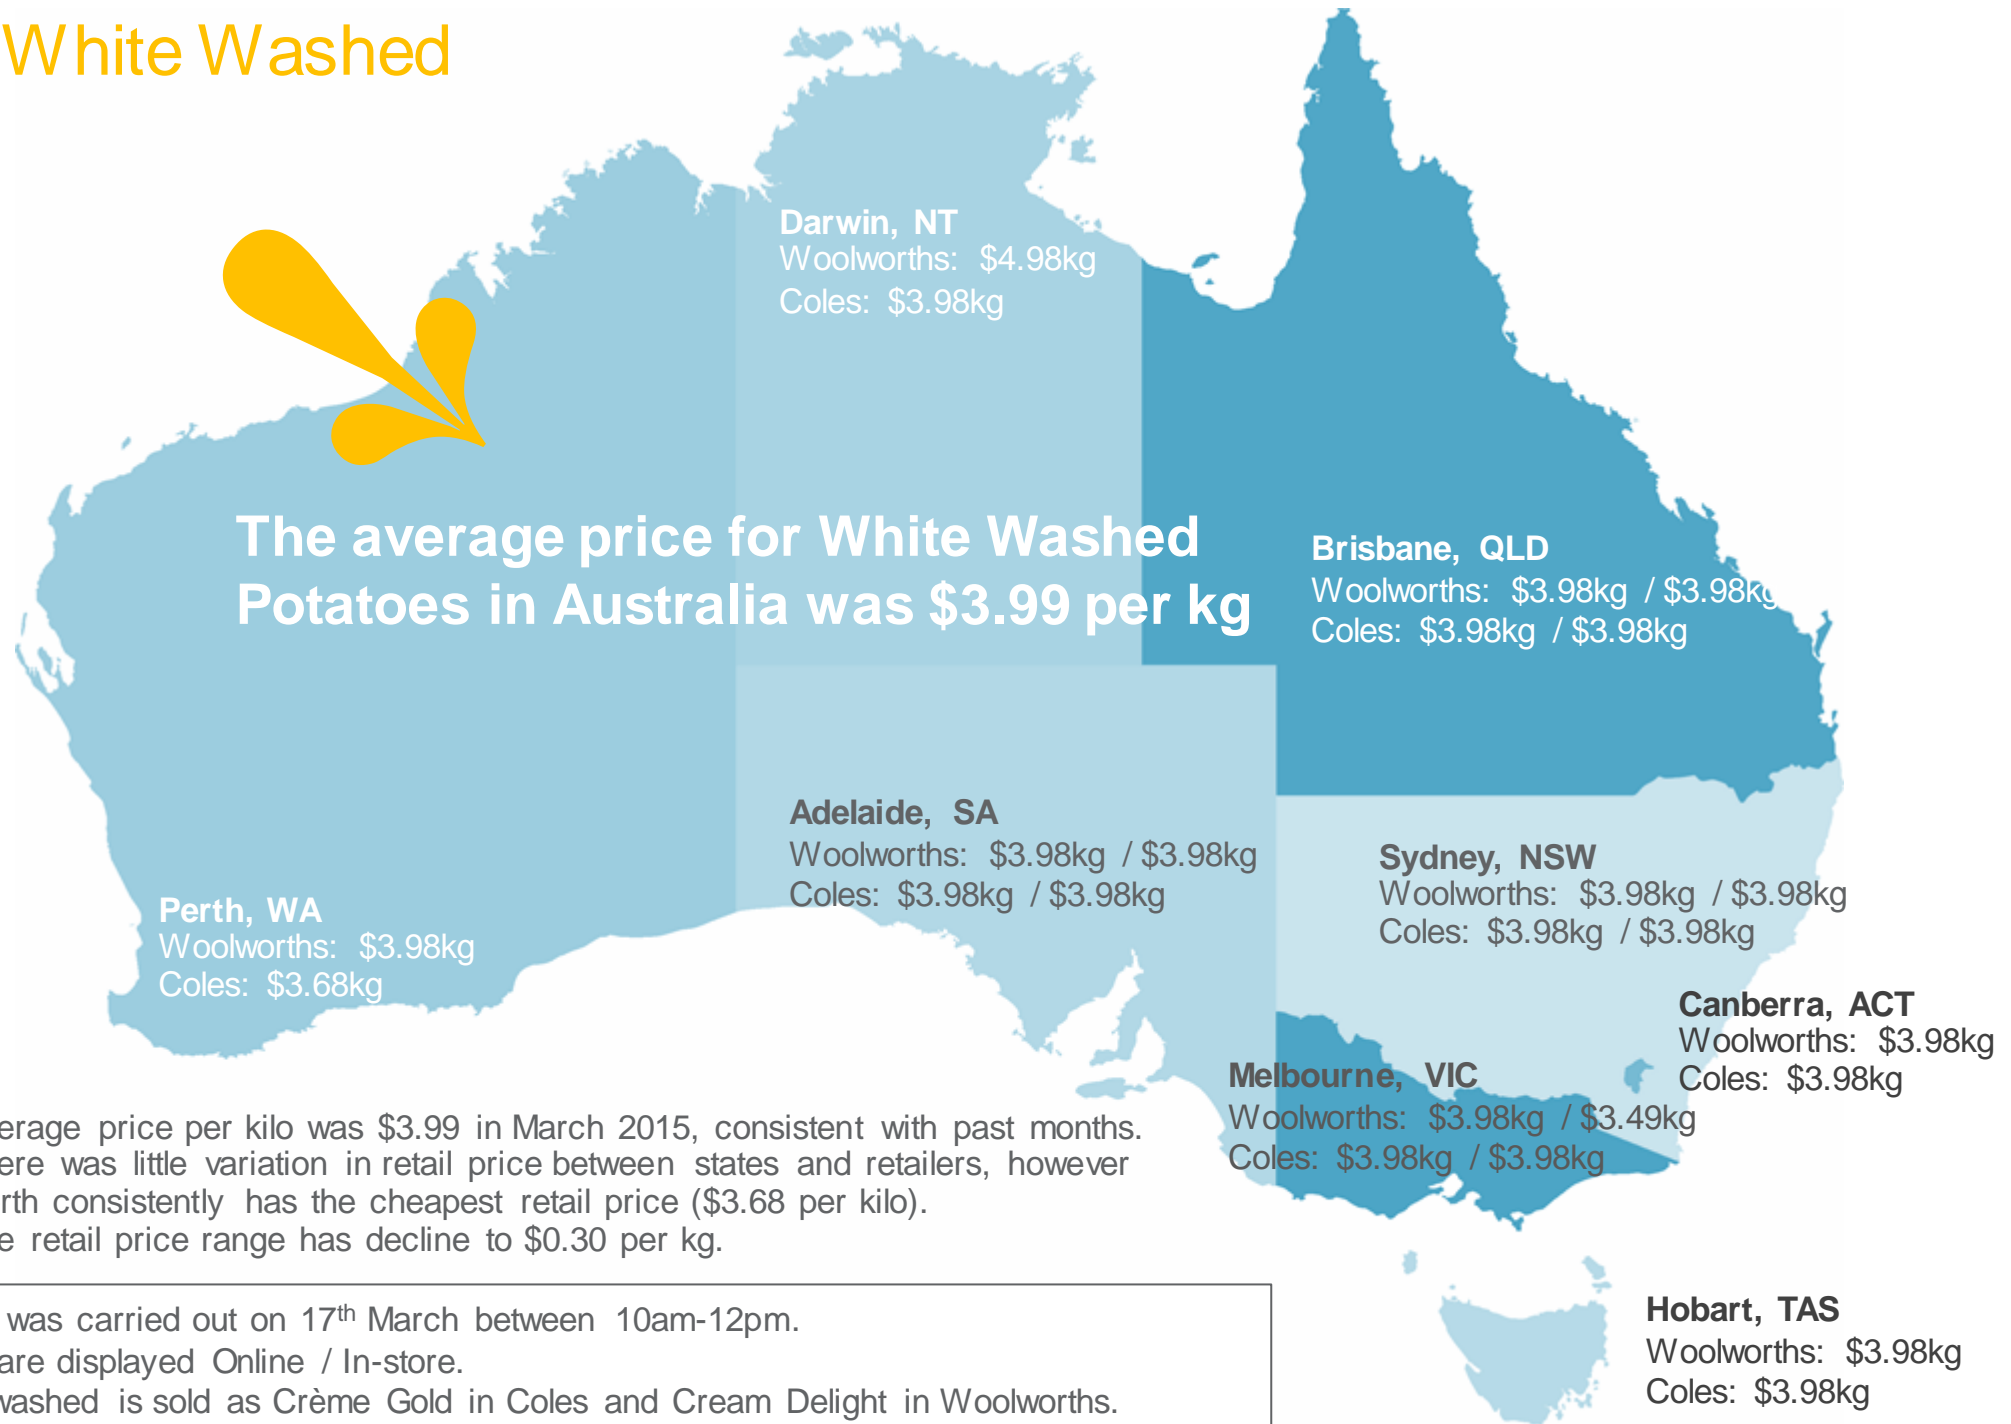 White Washed
Darwin, NT
Woolworths: $4.98kg
Coles: $3.98kg
The average price for White Washed
Potatoes in Australia was $3.99 per kg
Brisbane, QLD
Woolworths: $3.98kg / $3.98kg
Coles: $3.98kg / $3.98kg
Adelaide, SA
Woolworths: $3.98kg / $3.98kg
Coles: $3.98kg / $3.98kg
Sydney, NSW
Woolworths: $3.98kg / $3.98kg
Coles: $3.98kg / $3.98kg
Perth, WA
Woolworths: $3.98kg
Coles: $3.68kg
Canberra, ACT
Woolworths: $3.98kg
Coles: $3.98kg
Melbourne, VIC
Woolworths: $3.98kg / $3.49kg
Coles: $3.98kg / $3.98kg
erage price per kilo was $3.99 in March 2015, consistent with past months.
ere was little variation in retail price between states and retailers, however
rth consistently has the cheapest retail price ($3.68 per kilo).
e retail price range has decline to $0.30 per kg.
was carried out on 17th March between 10am-12pm.
are displayed Online / In-store.
washed is sold as Crème Gold in Coles and Cream Delight in Woolworths.
Hobart, TAS
Woolworths: $3.98kg
Coles: $3.98kg